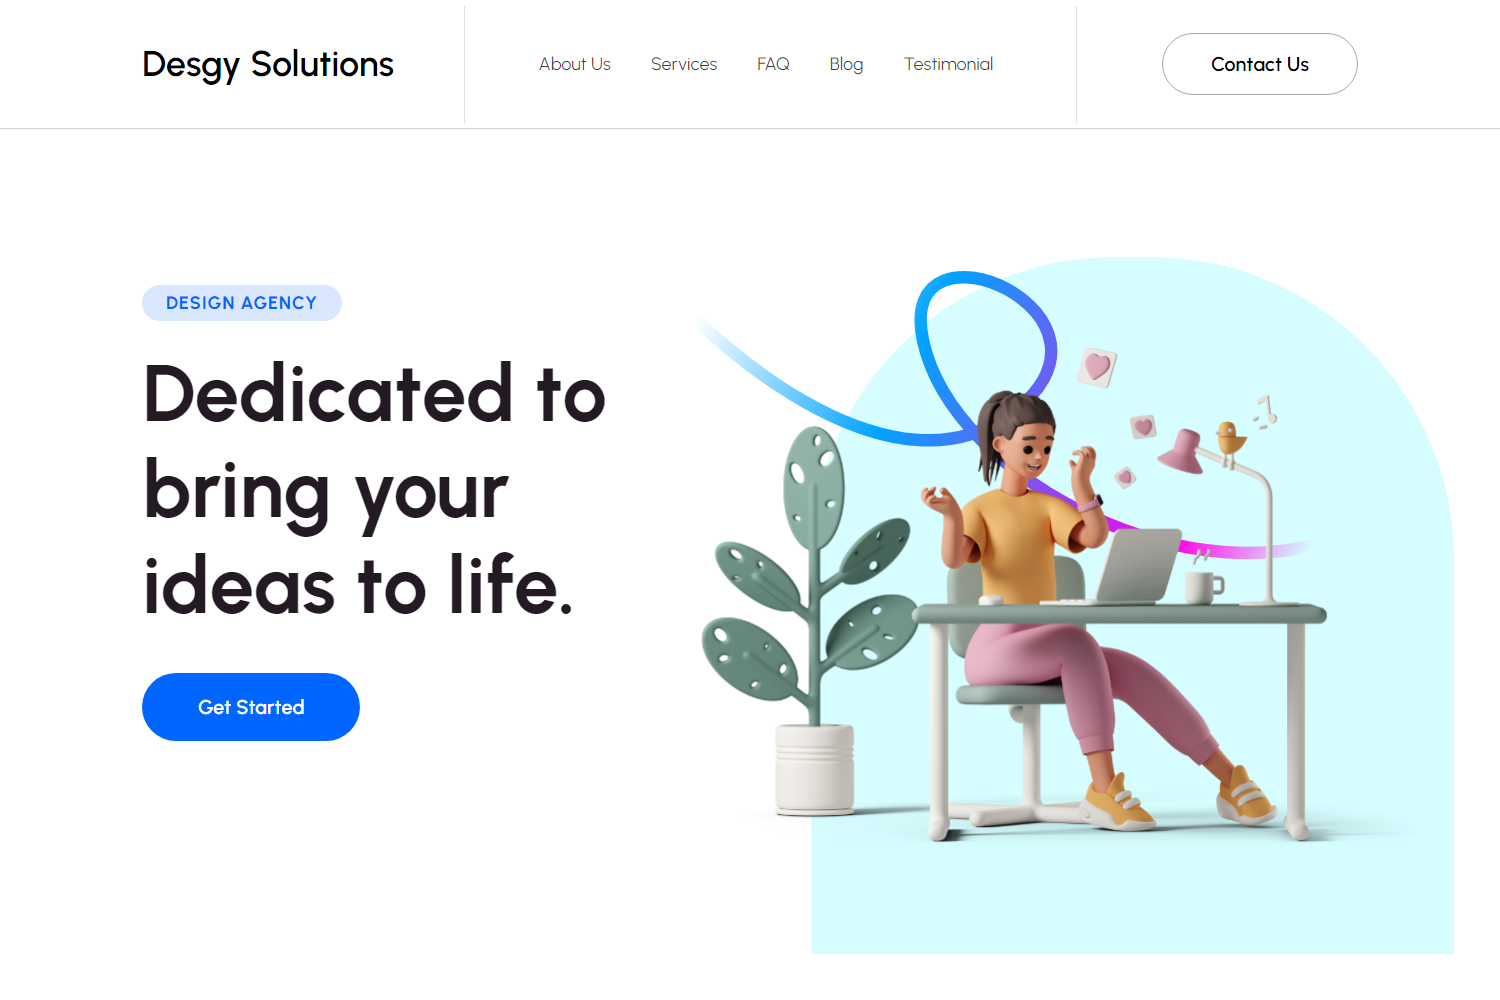 Desgy Solutions
About Us
Services
FAQ
Blog
Testimonial
Contact Us
DESIGN AGENCY
Dedicated to
bring your
ideas to life.
Get Started